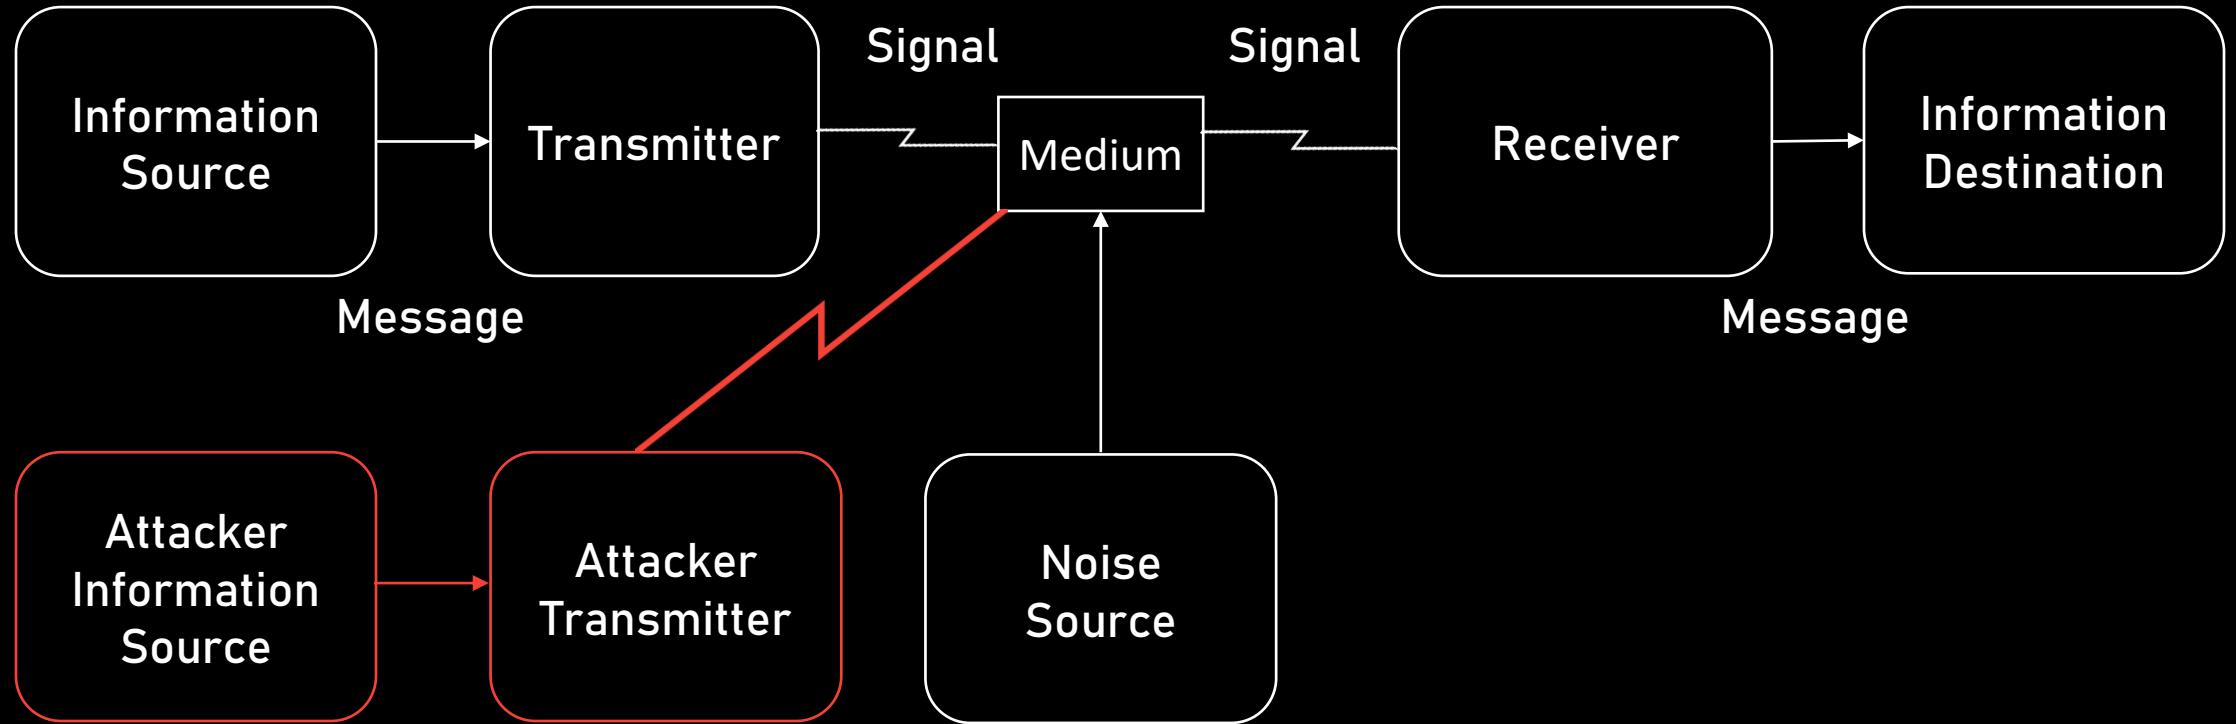 Information
Source
Transmitter
Signal
Medium
Signal
Receiver
Information
Destination
Message
Message
Attacker
Information
Source
Attacker
Transmitter
Noise
Source